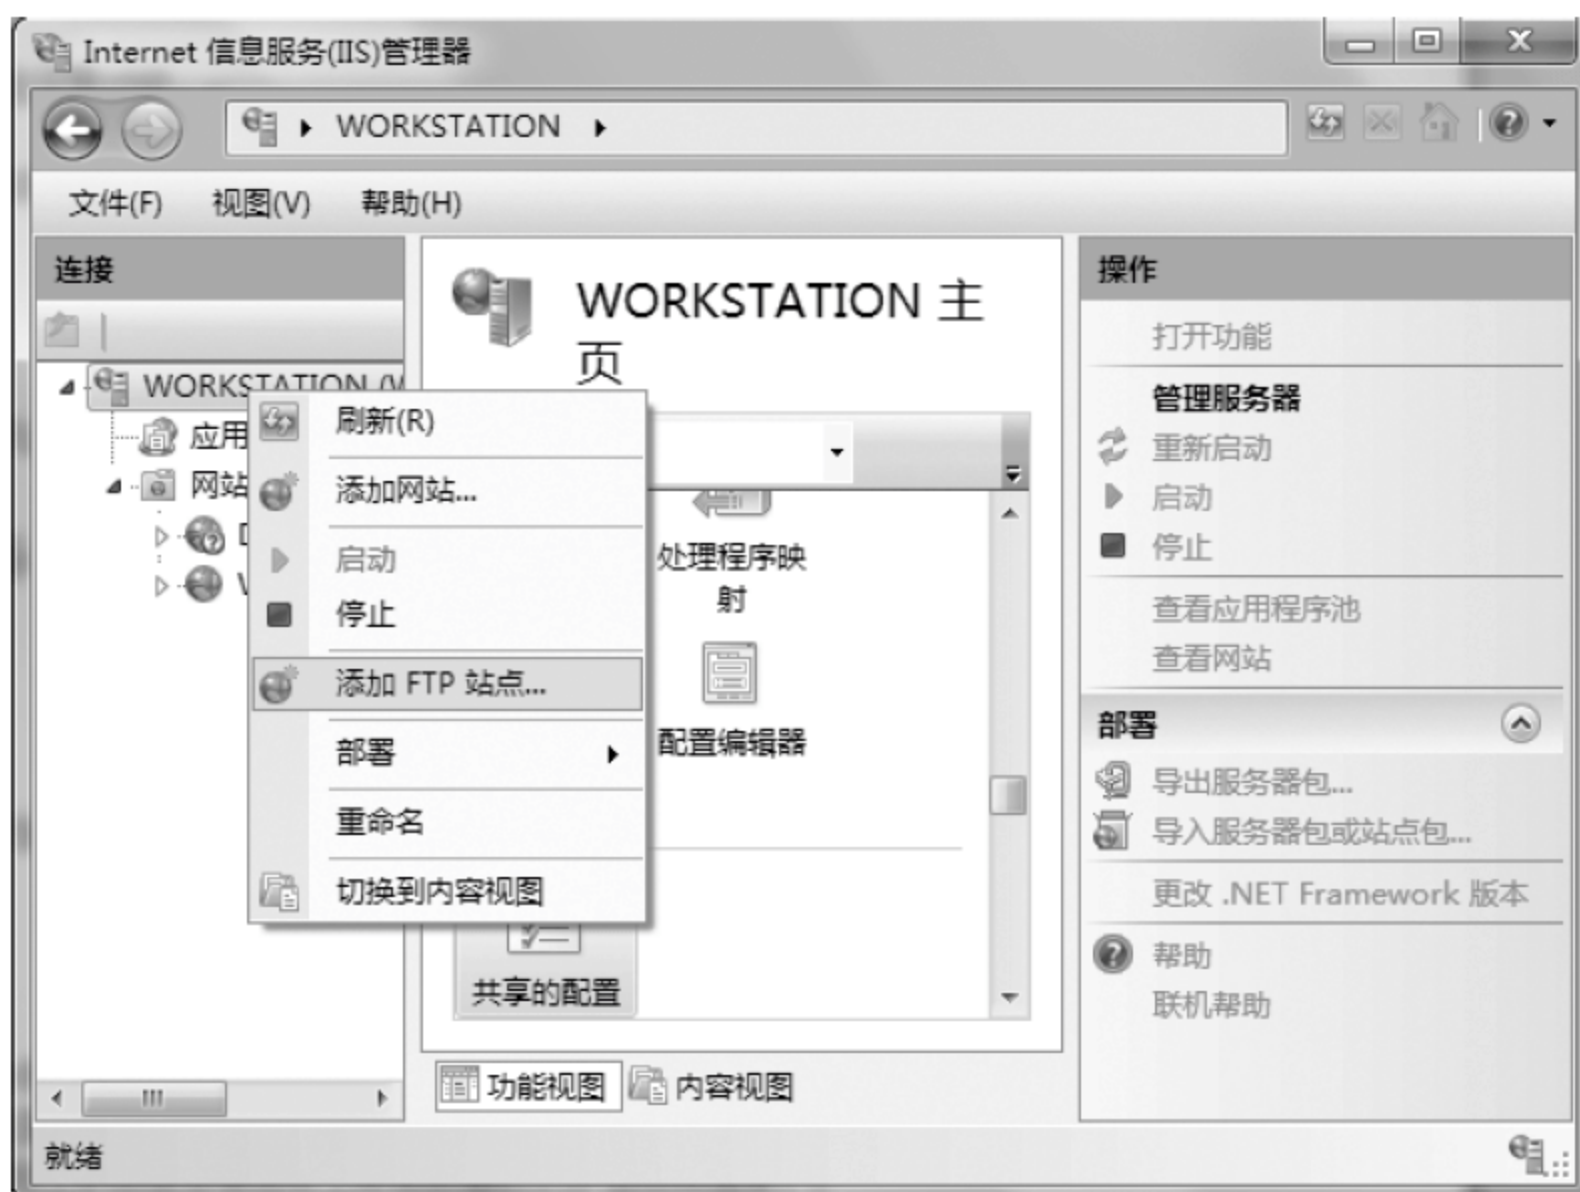 Internet 信息服务(IIS)管理器
WORKSTATION
文件(F) 视图(V) 帮助(H)
连接
WORKSTATION (W
应用
网站
刷新(R)
添加网站...
启动
停止
添加 FTP 站点...
部署
重命名
切换到内容视图
WORKSTATION 主
页
处理程序映
射
配置编辑器
共享的配置
功能视图 内容视图
操作
打开功能
管理服务器
重新启动
启动
停止
查看应用程序池
查看网站
部署
导出服务器包...
导入服务器包或站点包...
更改 .NET Framework 版本
帮助
联机帮助
就绪